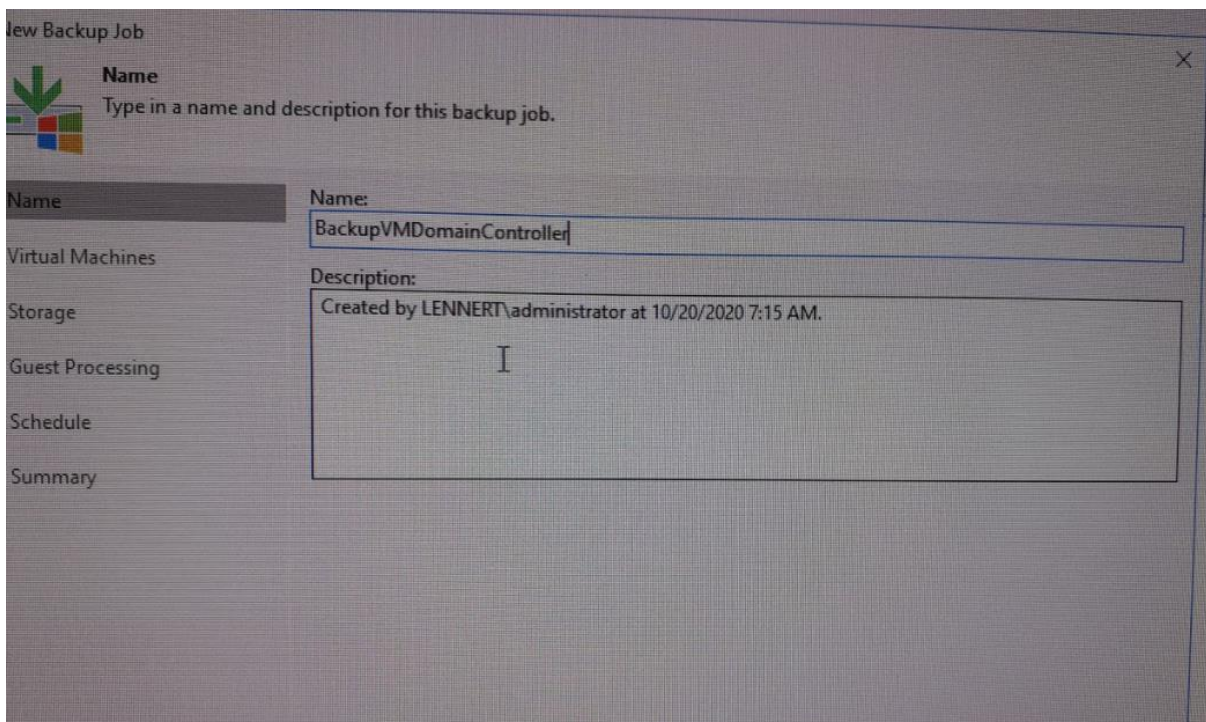 New Backup Job
Name
Type in a name and description for this backup job.
Name
Name:
BackupVMDomainController
Virtual Machines
Description:
Created by LENNERT\administrator at 10/20/2020 7:15 AM.
Storage
Guest Processing
Schedule
Summary